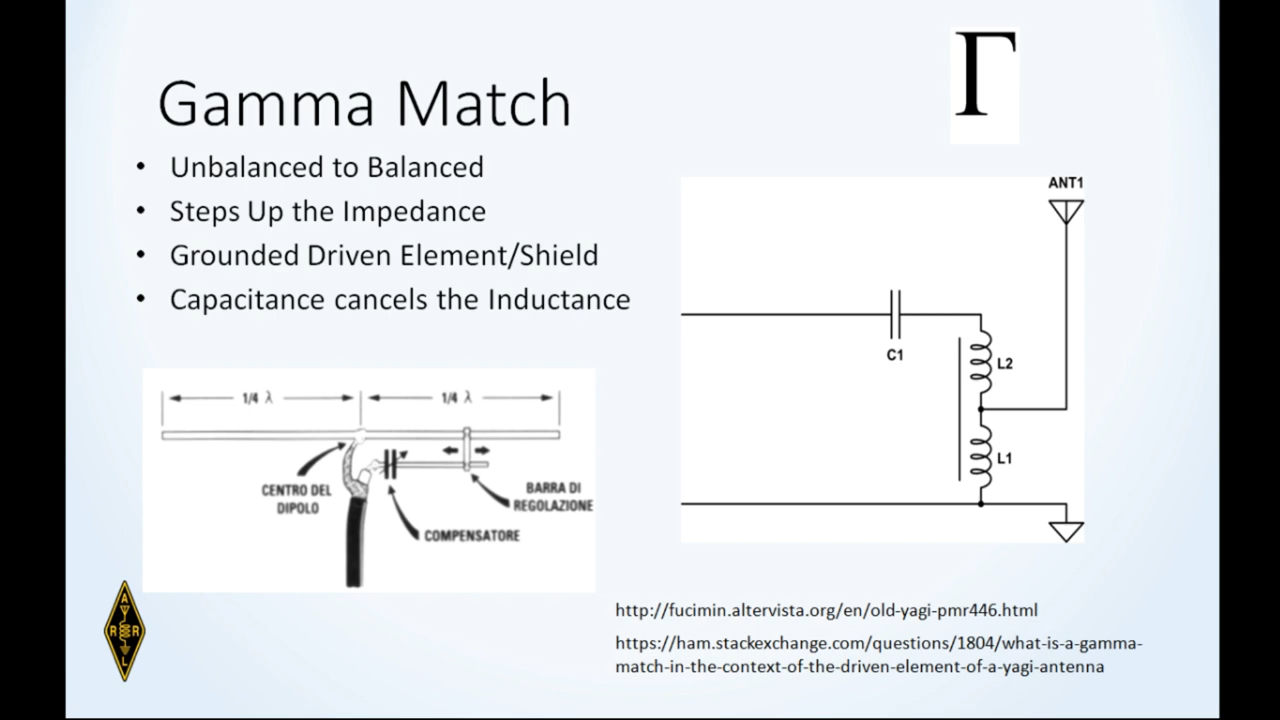 Γ
Gamma Match
• Unbalanced to Balanced
• Steps Up the Impedance
• Grounded Driven Element/Shield
• Capacitance cancels the Inductance
ANT1
C1
L2
L1
1/4 λ
1/4 λ
CENTRO DEL
DIPOLO
BARRA DI
REGOLAZIONE
COMPENSATORE
A
R R
L
http://fucimin.altervista.org/en/old-yagi-pmr446.html
https://ham.stackexchange.com/questions/1804/what-is-a-gamma-
match-in-the-context-of-the-driven-element-of-a-yagi-antenna